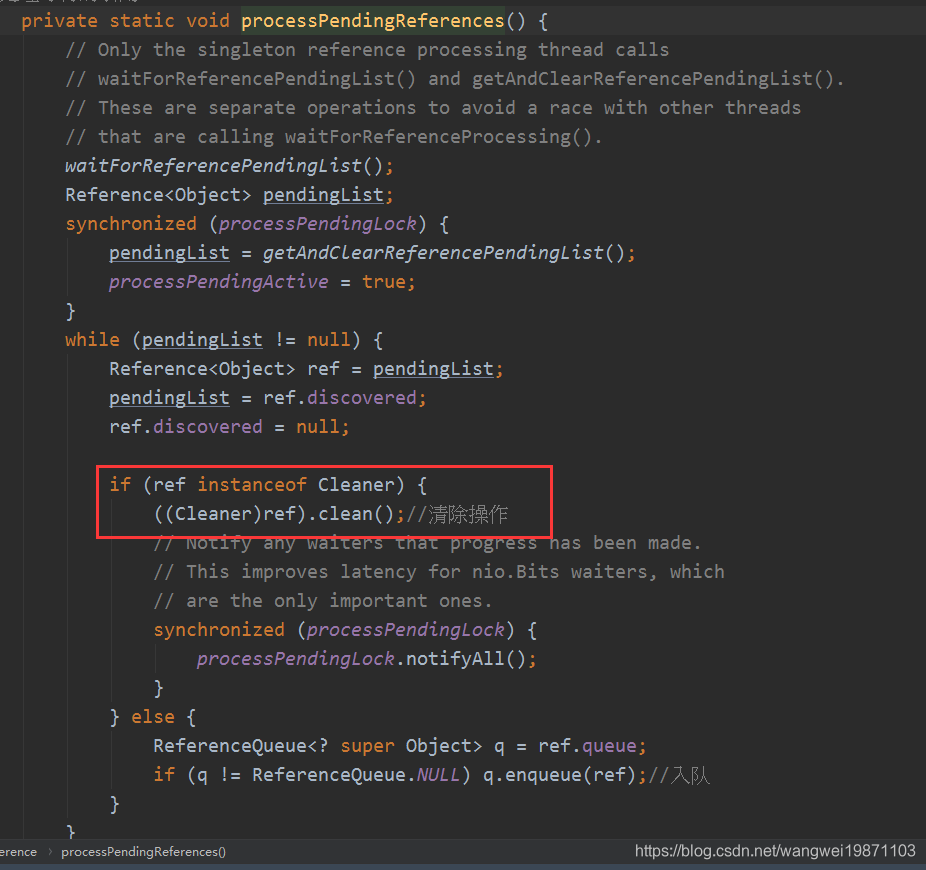 private static void processPendingReferences() {
// Only the singleton reference processing thread calls
// waitForReferencePendingList() and getAndClearReferencePendingList().
// These are separate operations to avoid a race with other threads
// that are calling waitForReferenceProcessing().
waitForReferencePendingList();
Reference<Object> pendingList;
synchronized (processPendingLock) {
pendingList = getAndClearReferencePendingList();
processPendingActive = true;
}
while (pendingList != null) {
Reference<Object> ref = pendingList;
pendingList = ref.discovered;
ref.discovered = null;
if (ref instanceof Cleaner) {
((Cleaner)ref).clean();//清除操作
// Notify any waiters that progress has been made.
// This improves latency for nio.Bits waiters, which
// are the only important ones.
synchronized (processPendingLock) {
processPendingLock.notifyAll();
}
} else {
ReferenceQueue<? super Object> q = ref.queue;
if (q != ReferenceQueue.NULL) q.enqueue(ref);//入队
}
}
erence › processPendingReferences()
https://blog.csdn.net/wangwei19871103